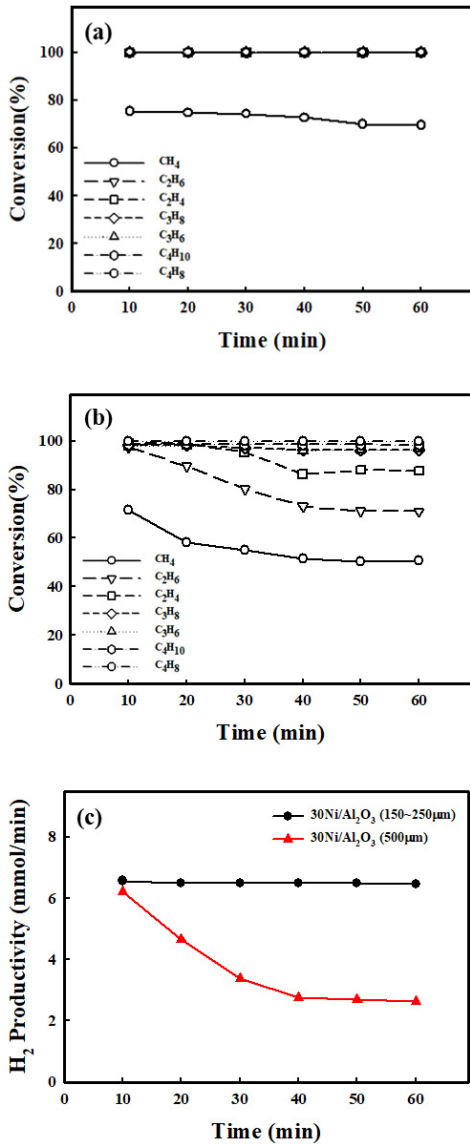 (a)
100
80
60
40
20
0
Conversion(%)
CH4
C2H6
C2H4
C3H8
C3H6
C4H10
C4H8
0 10 20 30 40 50 60
Time (min)
(b)
100
80
60
40
20
0
Conversion(%)
CH4
C2H6
C2H4
C3H8
C3H6
C4H10
C4H8
0 10 20 30 40 50 60
Time (min)
(c)
30Ni/Al2O3 (150~250μm)
30Ni/Al2O3 (500μm)
8
6
4
2
0
H2 Productivity (mmol/min)
0 10 20 30 40 50 60
Time (min)